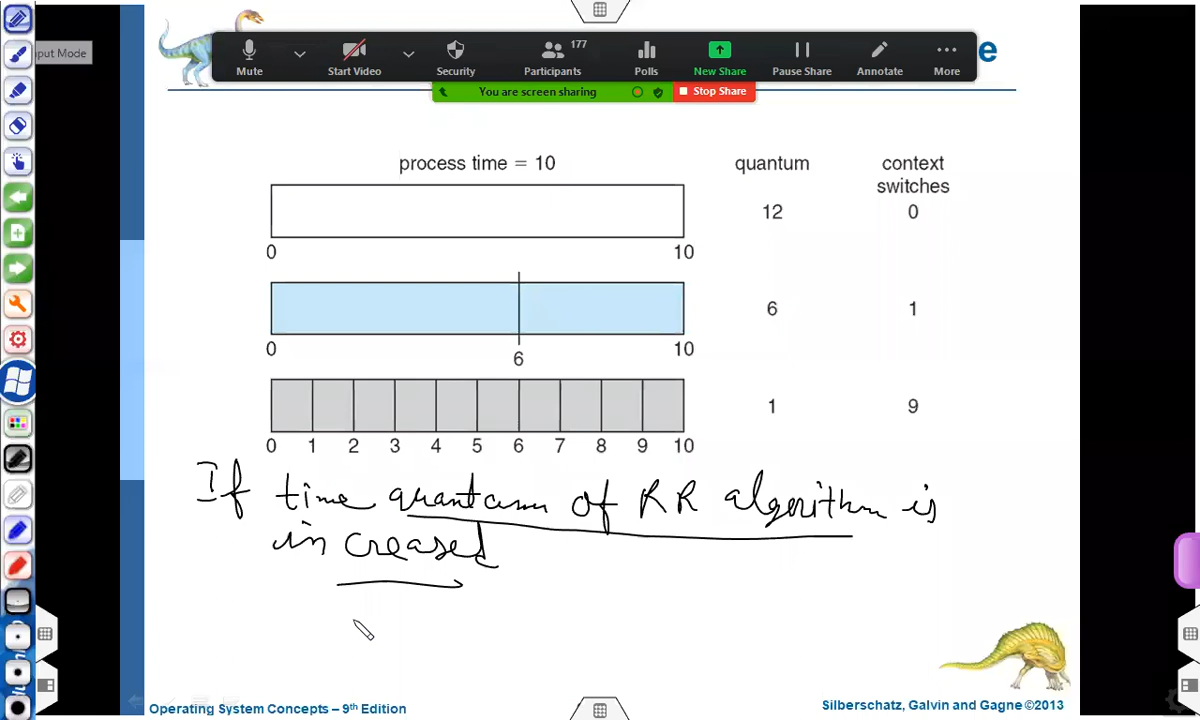 put Mode
Mute
Start Video
Security
177
Participants
Polls
New Share
Pause Share
Annotate
More
e
You are screen sharing
Stop Share
process time = 10
quantum
context
switches
12
0
0
10
6
1
0
6
10
1
9
0 1 2 3 4 5 6 7 8 9 10
If time quantum of RR algorithm is
increased
Operating System Concepts – 9th Edition
Silberschatz, Galvin and Gagne ©2013